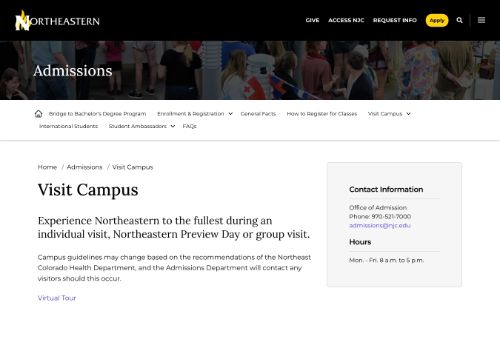 NORTHEASTERN
GIVE ACCESS NJC REQUEST INFO Apply
Admissions
Bridge to Bachelor's Degree Program Enrollment & Registration General Facts How to Register for Classes Visit Campus
International Students Student Ambassadors FAQs
Home / Admissions / Visit Campus
Visit Campus
Experience Northeastern to the fullest during an
individual visit, Northeastern Preview Day or group visit.
Campus guidelines may change based on the recommendations of the Northeast
Colorado Health Department, and the Admissions Department will contact any
visitors should this occur.
Virtual Tour
Contact Information
Office of Admission
Phone: 970-521-7000
admissions@njc.edu
Hours
Mon. - Fri. 8 a.m. to 5 p.m.